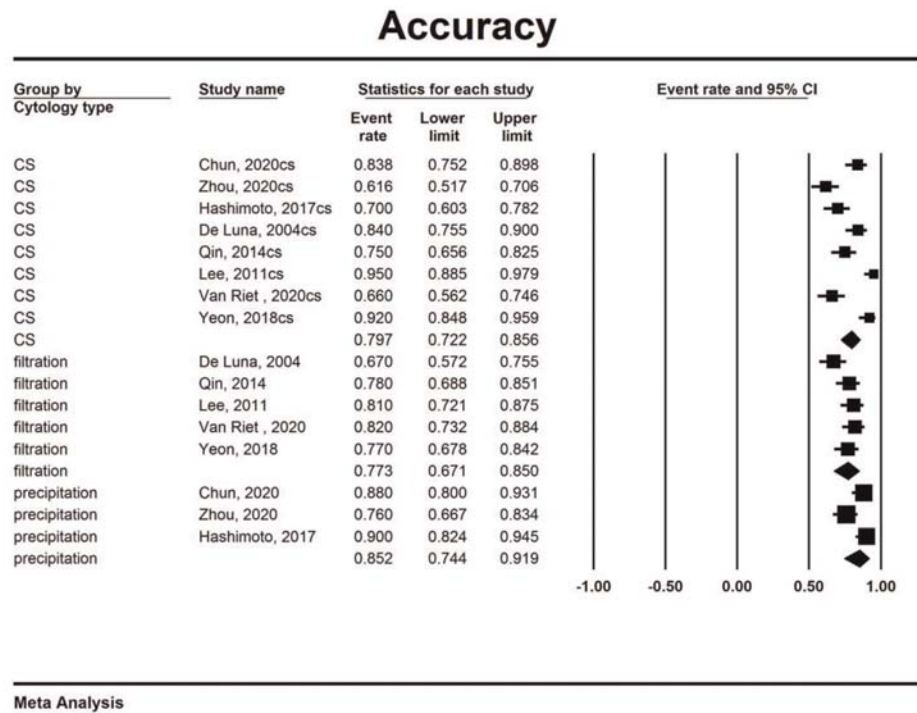 Accuracy
Group by Study name Statistics for each study Event rate and 95% CI
Cytology type
Event Lower Upper
rate limit limit
CS Chun, 2020cs 0.838 0.752 0.898
CS Zhou, 2020cs 0.616 0.517 0.706
CS Hashimoto, 2017cs 0.700 0.603 0.782
CS De Luna, 2004cs 0.840 0.755 0.900
CS Qin, 2014cs 0.750 0.656 0.825
CS Lee, 2011cs 0.950 0.885 0.979
CS Van Riet , 2020cs 0.660 0.562 0.746
CS Yeon, 2018cs 0.920 0.848 0.959
CS 0.797 0.722 0.856
filtration De Luna, 2004 0.670 0.572 0.755
filtration Qin, 2014 0.780 0.688 0.851
filtration Lee, 2011 0.810 0.721 0.875
filtration Van Riet, 2020 0.820 0.732 0.884
filtration Yeon, 2018 0.770 0.678 0.842
filtration 0.773 0.671 0.850
precipitation Chun, 2020 0.880 0.800 0.931
precipitation Zhou, 2020 0.760 0.667 0.834
precipitation Hashimoto, 2017 0.900 0.824 0.945
precipitation 0.852 0.744 0.919
-1.00 -0.50 0.00 0.50 1.00
Meta Analysis